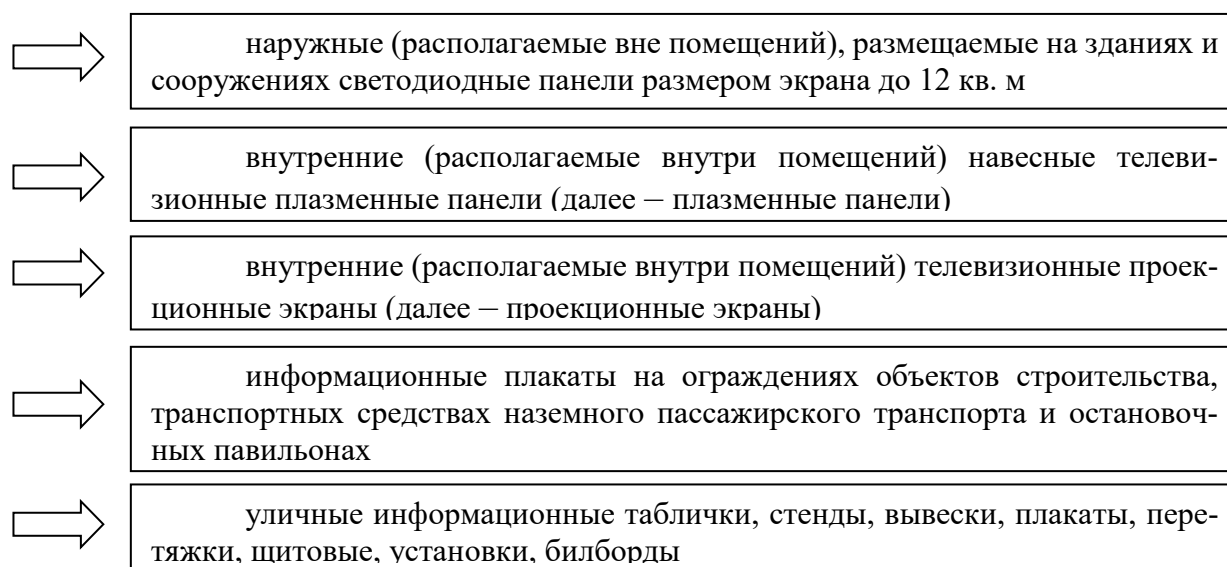 наружные (располагаемые вне помещений), размещаемые на зданиях и
сооружениях светодиодные панели размером экрана до 12 кв. м
внутренние (располагаемые внутри помещений) навесные телеви-
зионные плазменные панели (далее – плазменные панели)
внутренние (располагаемые внутри помещений) телевизионные проек-
ционные экраны (далее – проекционные экраны)
информационные плакаты на ограждениях объектов строительства,
транспортных средствах наземного пассажирского транспорта и остановоч-
ных павильонах
уличные информационные таблички, стенды, вывески, плакаты, пере-
тяжки, щитовые, установки, билборды